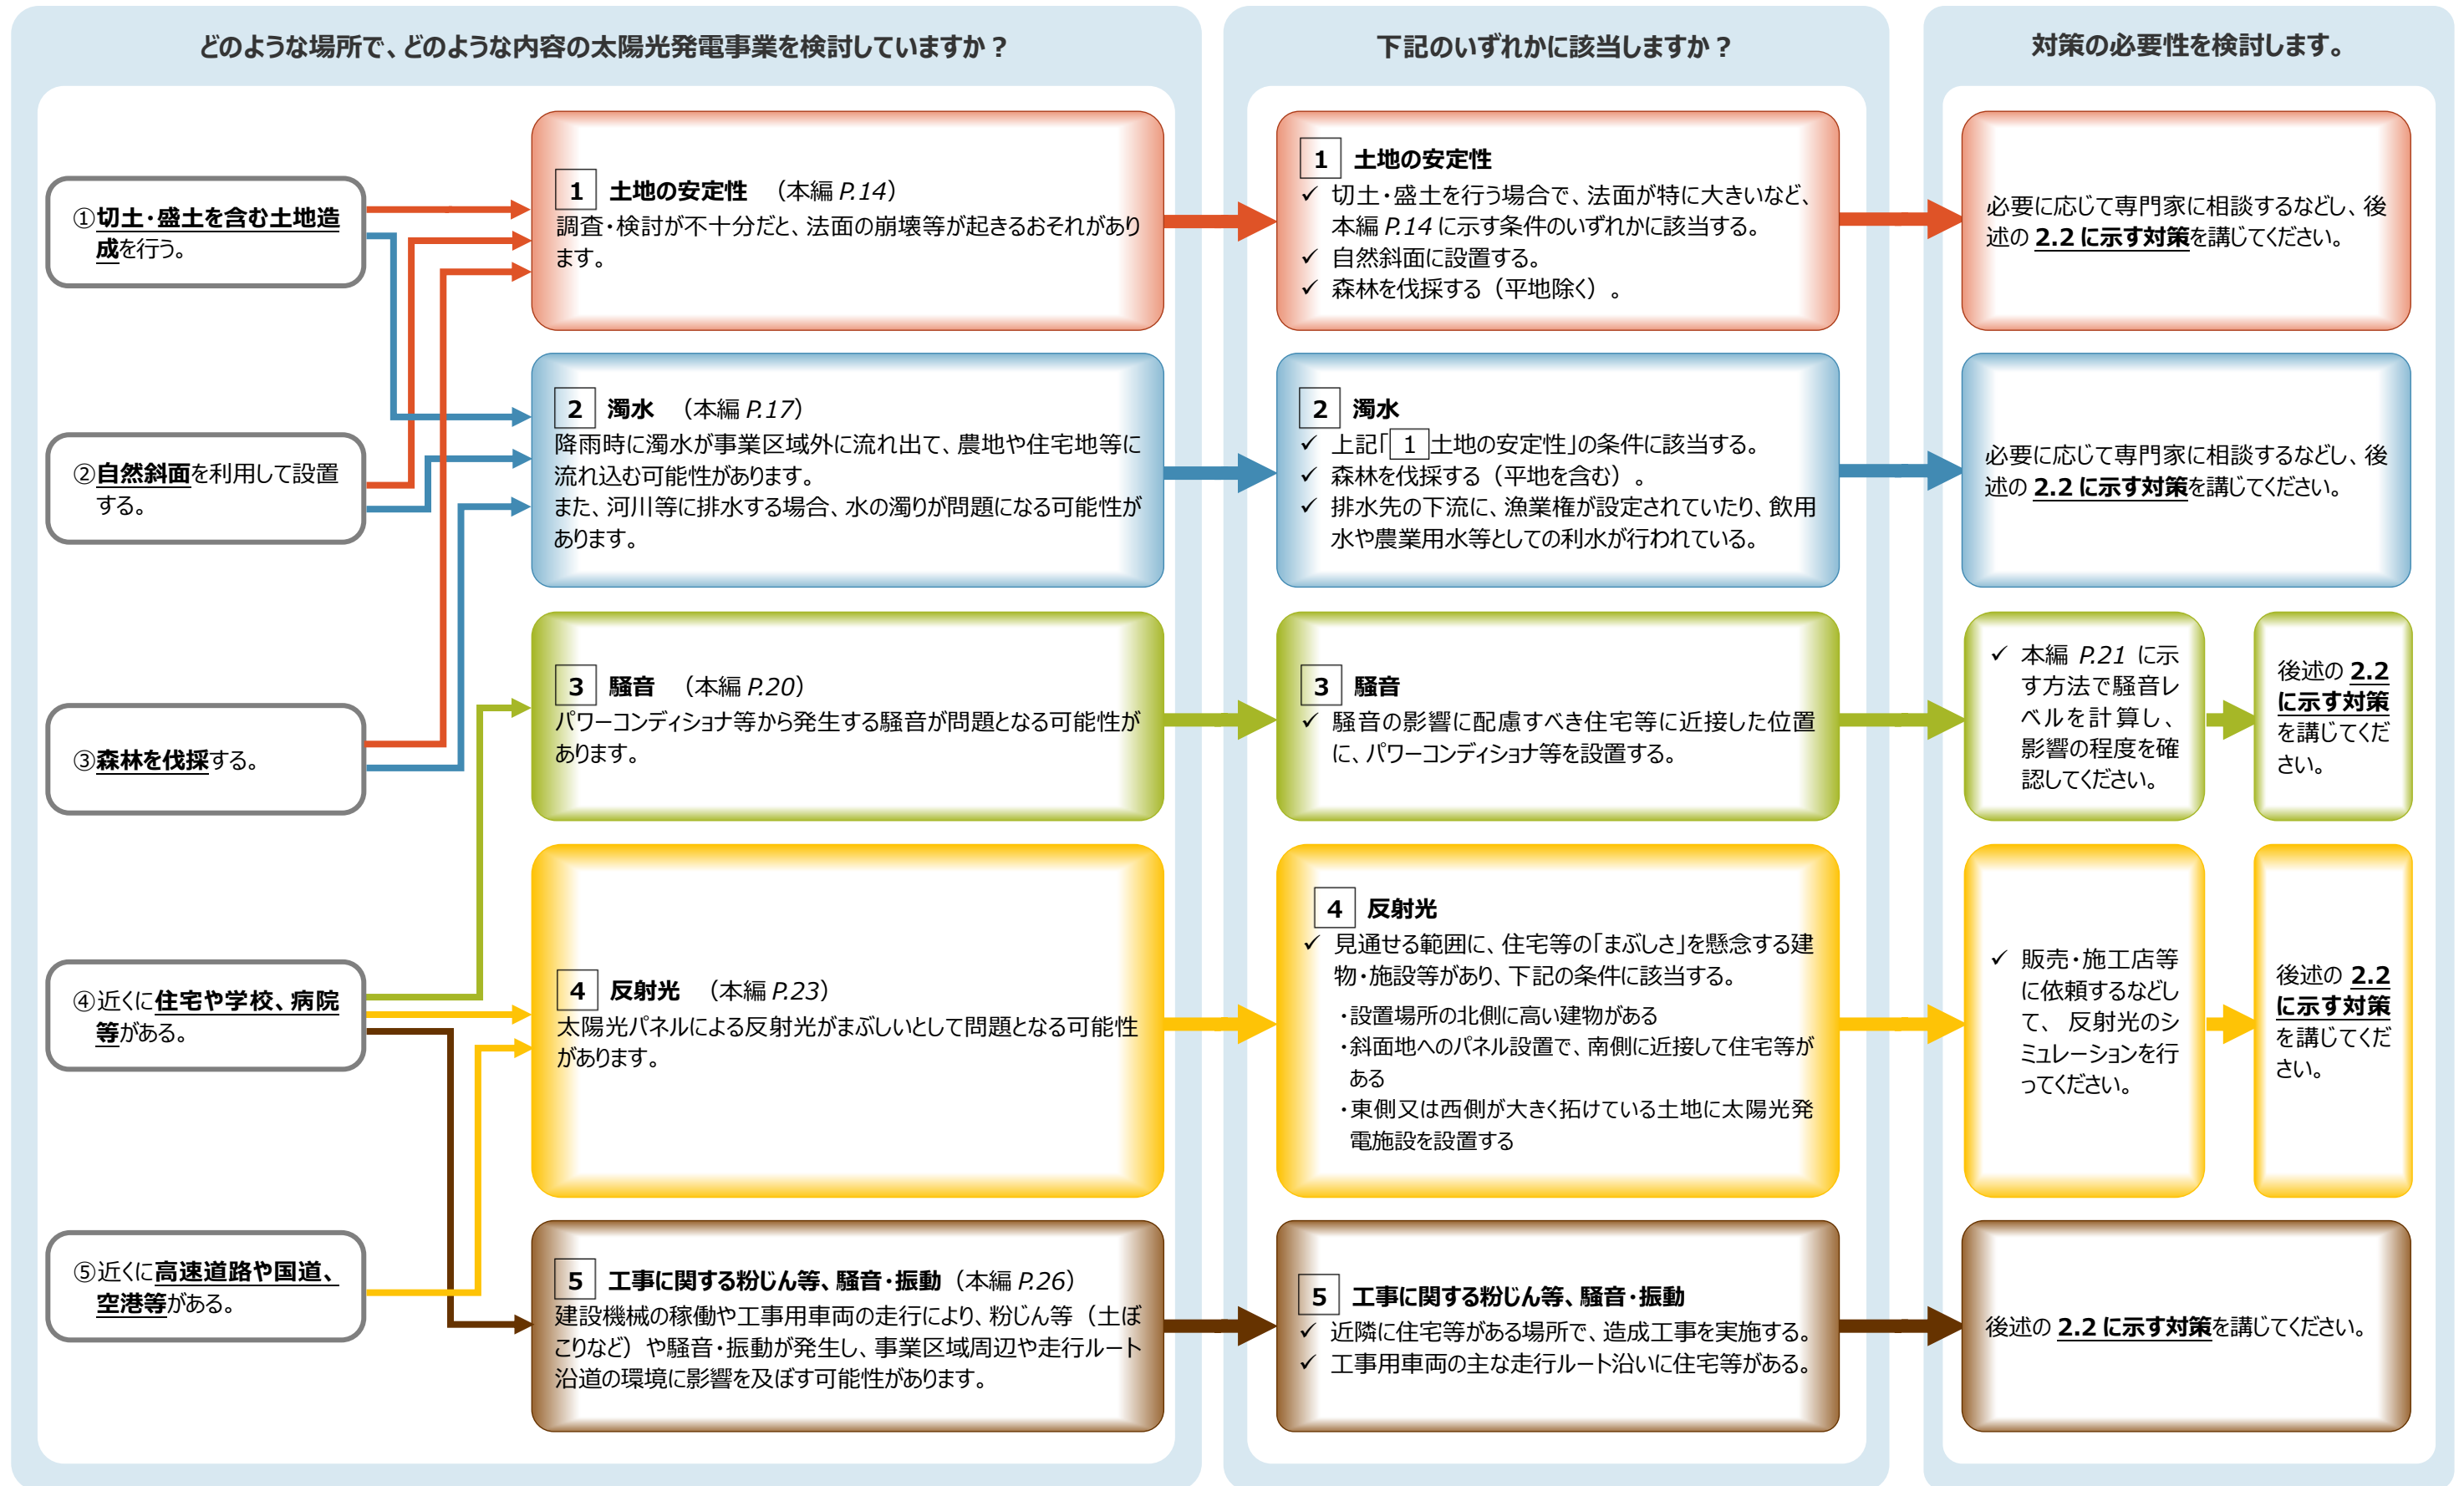 どのような場所で、どのような内容の太陽光発電事業を検討していますか？
①切土・盛土を含む土地造
成を行う。
②自然斜面を利用して設置
する。
③森林を伐採する。
④近くに住宅や学校、病院
等がある。
⑤近くに高速道路や国道、
空港等がある。
1 土地の安定性 （本編 P.14）
調査・検討が不十分だと、法面の崩壊等が起きるおそれがあり
ます。
2 濁水 （本編 P.17）
降雨時に濁水が事業区域外に流れ出て、農地や住宅地等に
流れ込む可能性があります。
また、河川等に排水する場合、水の濁りが問題になる可能性が
あります。
3 騒音 （本編 P.20）
パワーコンディショナ等から発生する騒音が問題となる可能性が
あります。
4 反射光 （本編 P.23）
太陽光パネルによる反射光がまぶしいとして問題となる可能性
があります。
5 工事に関する粉じん等、騒音・振動（本編 P.26）
建設機械の稼働や工事用車両の走行により、粉じん等（土ぼ
こりなど）や騒音・振動が発生し、事業区域周辺や走行ルート
沿道の環境に影響を及ぼす可能性があります。
下記のいずれかに該当しますか？
1 土地の安定性
✓ 切土・盛土を行う場合で、法面が特に大きいなど、
本編 P.14 に示す条件のいずれかに該当する。
✓ 自然斜面に設置する。
✓ 森林を伐採する（平地除く）。
2 濁水
✓ 上記「1 土地の安定性」の条件に該当する。
✓ 森林を伐採する（平地を含む）。
✓ 排水先の下流に、漁業権が設定されていたり、飲用
水や農業用水等としての利水が行われている。
3 騒音
✓ 騒音の影響に配慮すべき住宅等に近接した位置
に、パワーコンディショナ等を設置する。
4 反射光
✓ 見通せる範囲に、住宅等の「まぶしさ」を懸念する建
物・施設等があり、下記の条件に該当する。
・設置場所の北側に高い建物がある
・斜面地へのパネル設置で、南側に近接して住宅等が
ある
・東側又は西側が大きく拓けている土地に太陽光発
電施設を設置する
5 工事に関する粉じん等、騒音・振動
✓ 近隣に住宅等がある場所で、造成工事を実施する。
✓ 工事用車両の主な走行ルート沿いに住宅等がある。
対策の必要性を検討します。
必要に応じて専門家に相談するなどし、後
述の 2.2 に示す対策を講じてください。
必要に応じて専門家に相談するなどし、後
述の 2.2 に示す対策を講じてください。
✓ 本編 P.21 に示
す方法で騒音レ
ベルを計算し、
影響の程度を確
認してください。
後述の 2.2
に示す対策
を講じてくだ
さい。
✓ 販売・施工店等
に依頼するなどし
て、反射光のシ
ミュレーションを行
ってください。
後述の 2.2
に示す対策
を講じてくだ
さい。
後述の 2.2 に示す対策を講じてください。